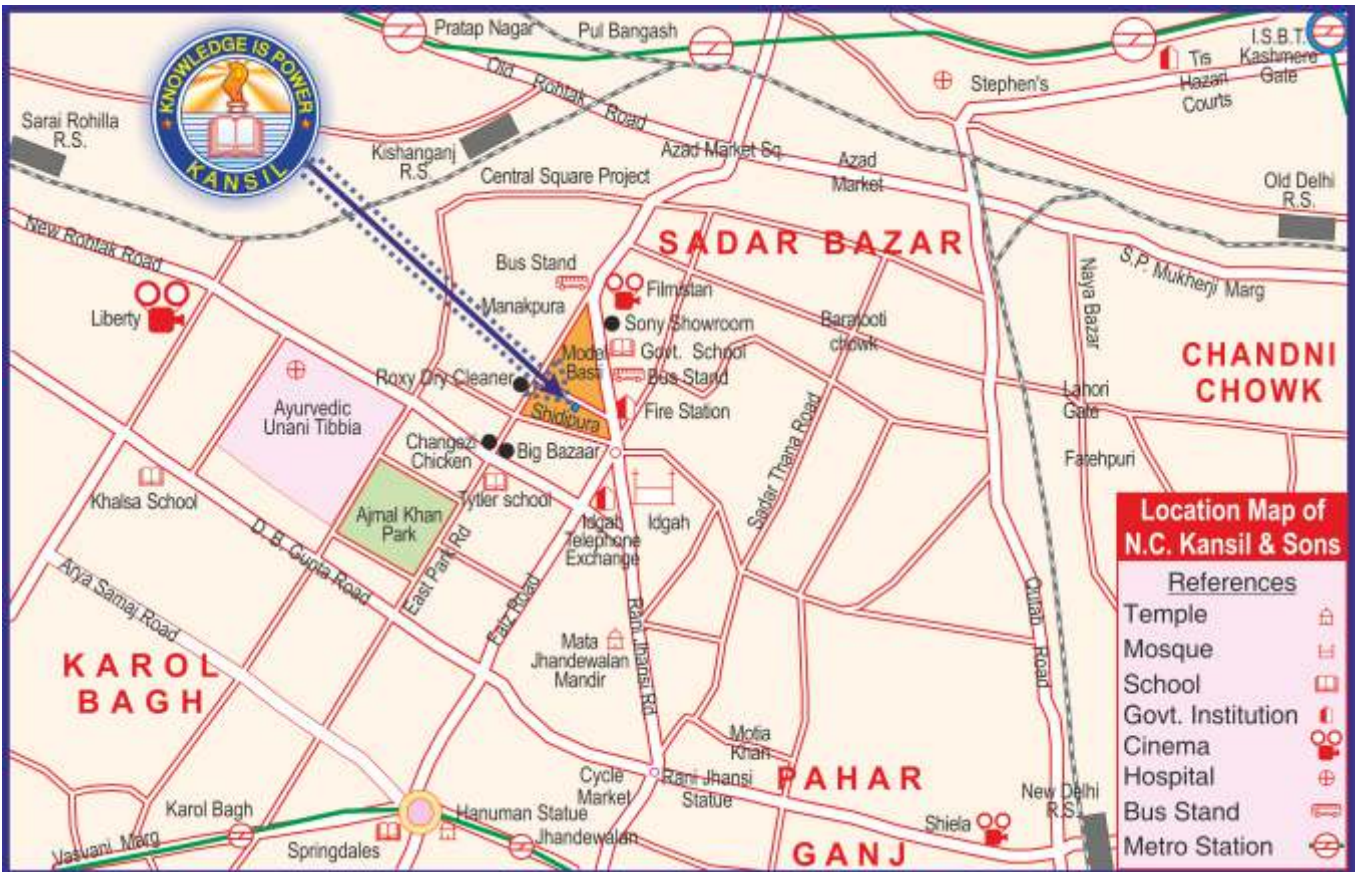 Pratap Nagar
Pul Bangash
I.S.B.T.
Kashmere
Gate
Tis
Hazari
Courts
Stephen's
KNOWLEDGE IS POWER
KANSIL
Old Rohtak Road
Sarai Rohilla
R.S.
Kishanganj
R.S.
Azad Market Sq.
Azad
Market
Central Square Project
Old Delhi
R.S.
New Rohtak Road
SADAR BAZAR
S.P. Mukherji Marg
Naya Bazar
Bus Stand
Manakpura
Filmistan
Liberty
Sony Showroom
Baratooti
chowk
Model
Basti
Govt. School
Bus Stand
CHANDNI
CHOWK
Roxy Dry Cleaner
Lahori
Gate
Ayurvedic
Unani Tibbia
Shidipura
Fire Station
Changezi
Chicken
Big Bazaar
Sadar Thana Road
Fatehpuri
Khalsa School
Tytler school
Ajmal Khan
Park
Idgah
Telephone
Exchange
Idgah
D. B. Gupta Road
East Park Rd
Faiz Road
Rani Jhansi Rd
Qutab Road
Arya Samaj Road
Mata
Jhandewalan
Mandir
KAROL
BAGH
Motia
Khan
Cycle
Market
Rani Jhansi
Statue
PAHAR
GANJ
New Delhi
R.S.
Shiela
Karol Bagh
Hanuman Statue
Jhandewalan
Vasvani Marg
Springdales
Location Map of
N.C. Kansil & Sons
References
Temple
Mosque
School
Govt. Institution
Cinema
Hospital
Bus Stand
Metro Station